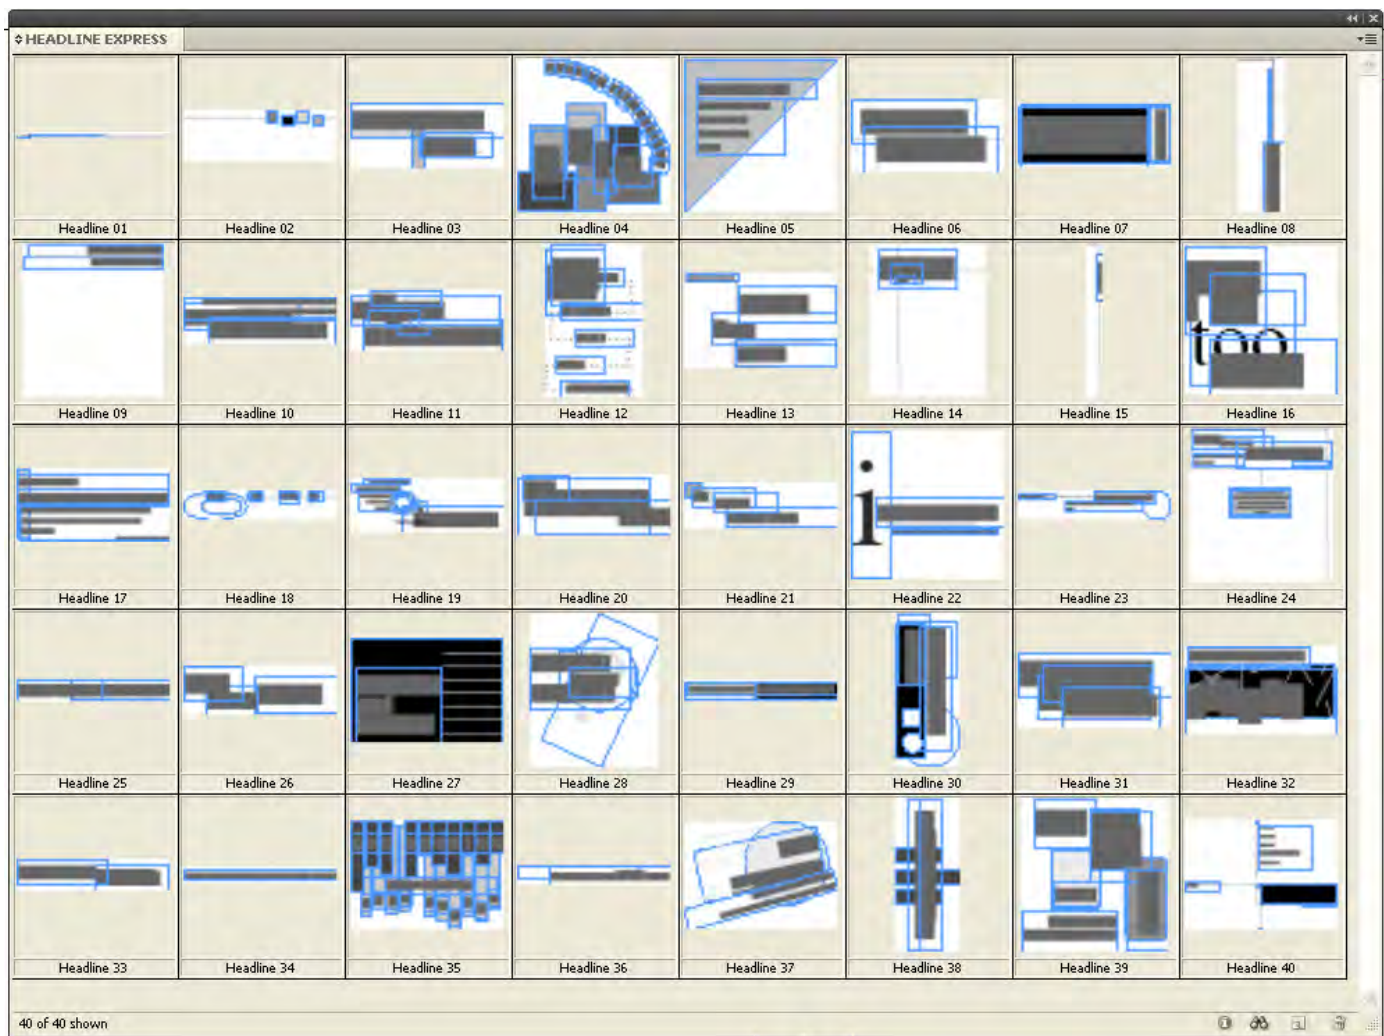 HEADLINE EXPRESS
Headline 01 Headline 02 Headline 03 Headline 04 Headline 05 Headline 06 Headline 07 Headline 08
too
Headline 09 Headline 10 Headline 11 Headline 12 Headline 13 Headline 14 Headline 15 Headline 16
i
Headline 17 Headline 18 Headline 19 Headline 20 Headline 21 Headline 22 Headline 23 Headline 24
Headline 25 Headline 26 Headline 27 Headline 28 Headline 29 Headline 30 Headline 31 Headline 32
Headline 33 Headline 34 Headline 35 Headline 36 Headline 37 Headline 38 Headline 39 Headline 40
40 of 40 shown